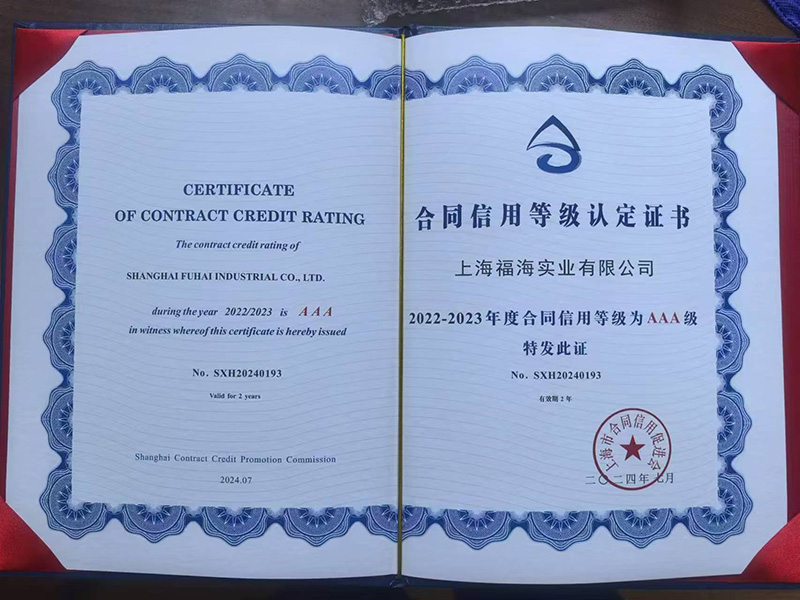 CERTIFICATE
OF CONTRACT CREDIT RATING
The contract credit rating of
SHANGHAI FUHAI INDUSTRIAL CO., LTD.
during the year 2022/2023 is AAA
in witness whereof this certificate is hereby issued
No. SXH20240193
Valid for 2 years
Shanghai Contract Credit Promotion Commission
2024.07
合同信用等级认定证书
上海福海实业有限公司
2022-2023年度合同信用等级为AAA级
特发此证
No. SXH20240193
有效期2年
上海市合同信用促进会
二〇二四年七月